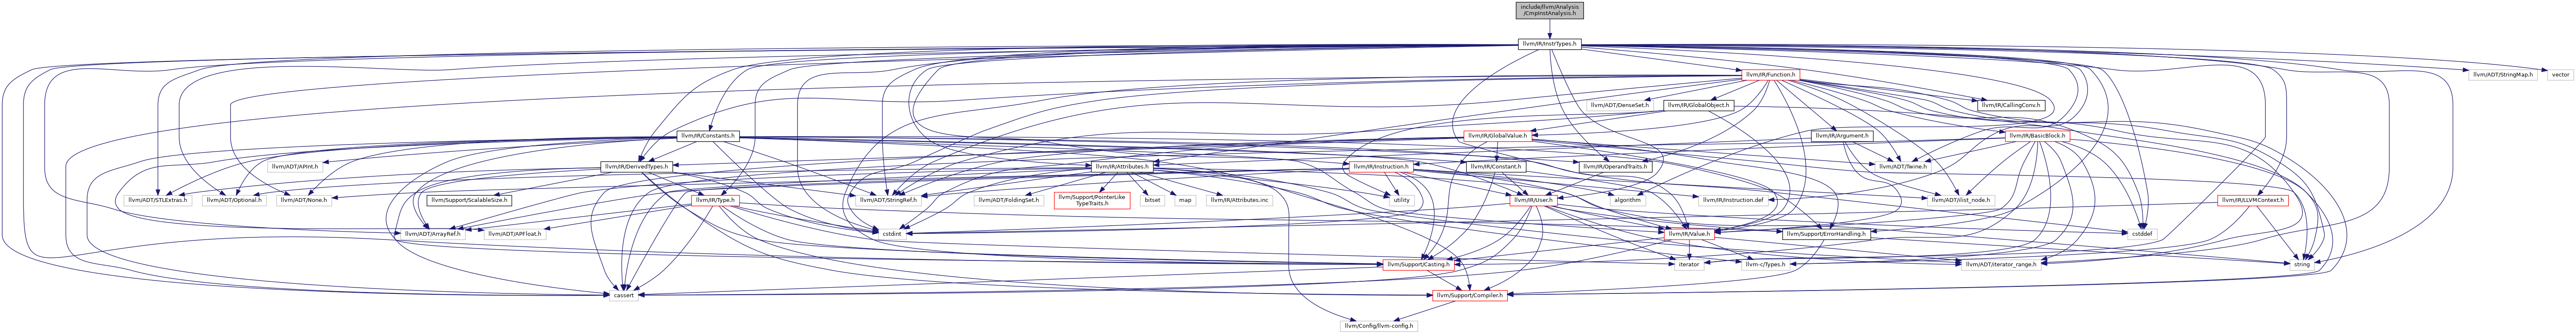 include/llvm/Analysis
/CmpInstAnalysis.h
llvm/IR/InstrTypes.h
llvm/IR/Function.h
llvm/ADT/StringMap.h
vector
llvm/ADT/DenseSet.h
llvm/IR/GlobalObject.h
llvm/IR/CallingConv.h
llvm/IR/Constants.h
llvm/IR/GlobalValue.h
llvm/IR/Argument.h
llvm/IR/BasicBlock.h
llvm/ADT/APInt.h
llvm/IR/DerivedTypes.h
llvm/IR/Attributes.h
llvm/IR/Instruction.h
llvm/IR/Constant.h
llvm/IR/OperandTraits.h
llvm/ADT/Twine.h
llvm/ADT/STLExtras.h
llvm/ADT/Optional.h
llvm/ADT/None.h
llvm/Support/ScalableSize.h
llvm/IR/Type.h
llvm/ADT/StringRef.h
llvm/ADT/FoldingSet.h
llvm/Support/PointerLike
TypeTraits.h
bitset
map
llvm/IR/Attributes.inc
utility
llvm/IR/User.h
algorithm
llvm/IR/Instruction.def
llvm/ADT/ilist_node.h
llvm/IR/LLVMContext.h
llvm/ADT/ArrayRef.h
llvm/ADT/APFloat.h
cstdint
llvm/IR/Value.h
llvm/Support/ErrorHandling.h
cstddef
llvm/Support/Casting.h
iterator
llvm-c/Types.h
llvm/ADT/iterator_range.h
string
cassert
llvm/Support/Compiler.h
llvm/Config/llvm-config.h